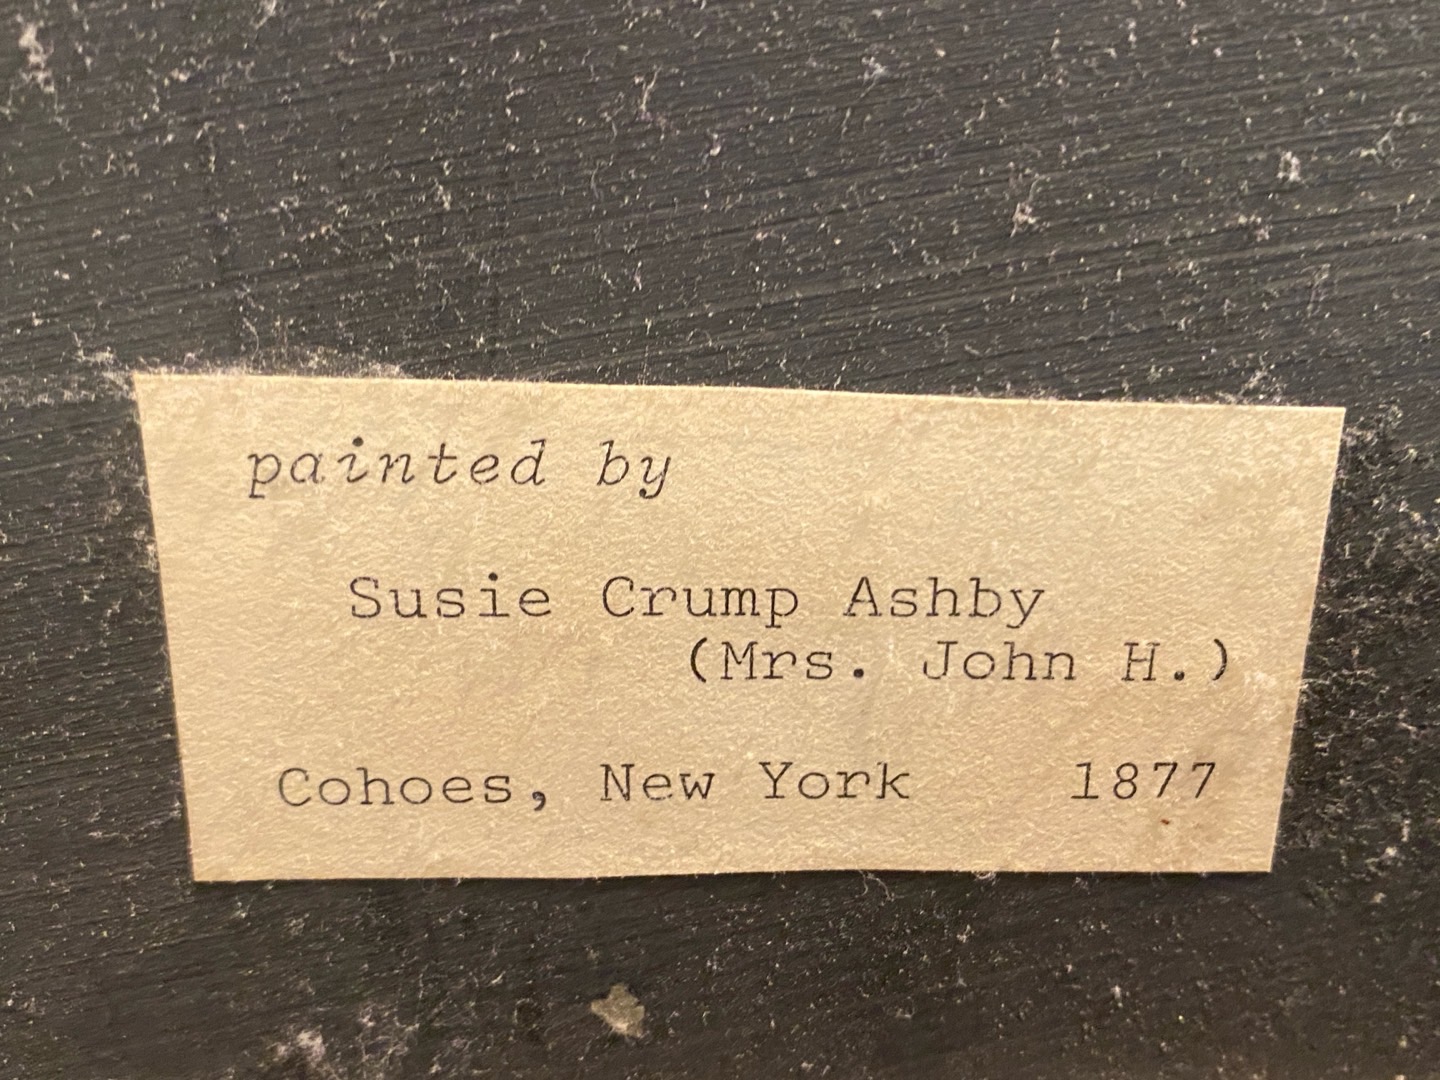 painted by
Susie Crump Ashby
(Mrs. John H.)
Cohoes, New York 1877